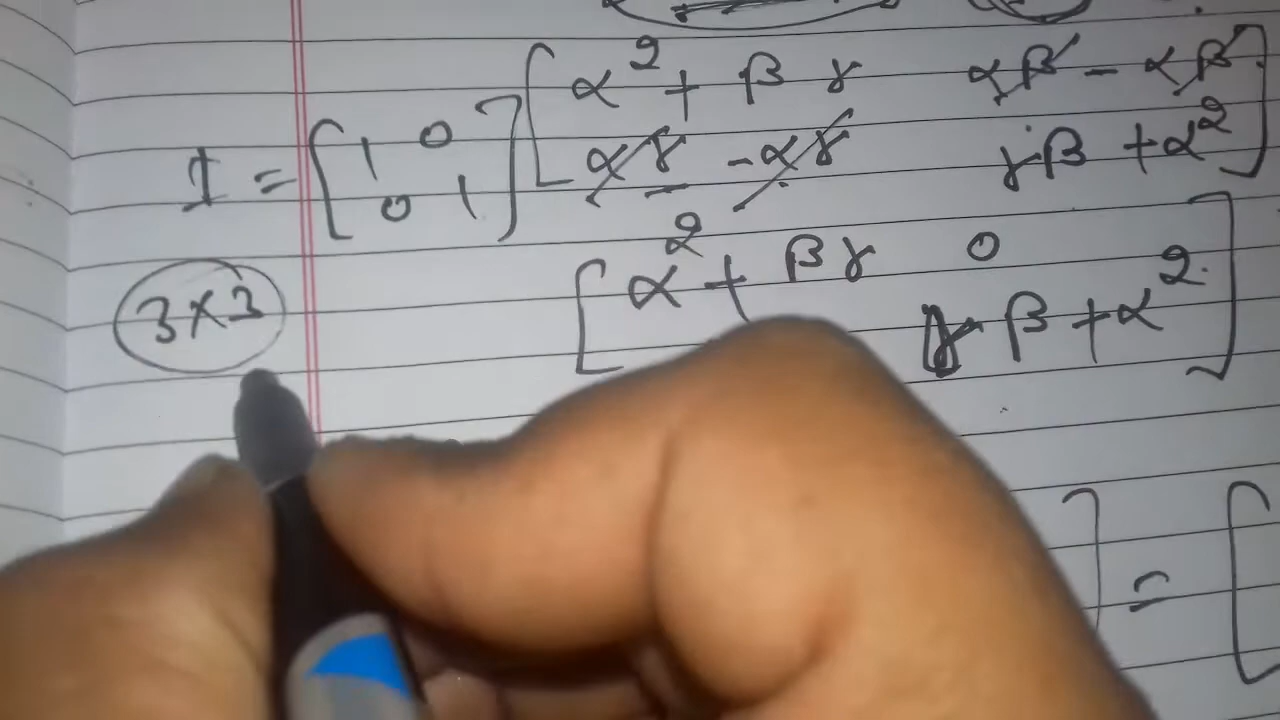 α² + βγ αβ - αβ
I = [1 0 [αγ - αγ γβ + α²]
0 1]
[α² + βγ 0
3×3 γβ + α²]
] = [